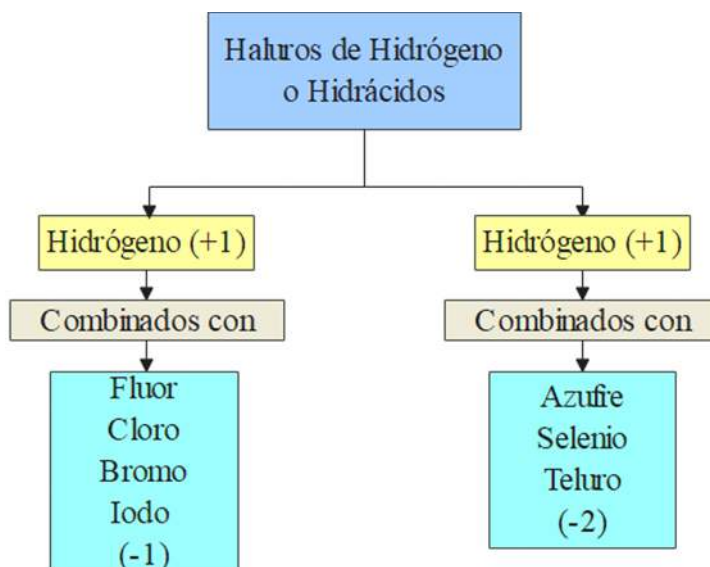 Haluros de Hidrógeno
o Hidrácidos
Hidrógeno (+1)
Combinados con
Fluor
Cloro
Bromo
Iodo
(-1)
Hidrógeno (+1)
Combinados con
Azufre
Selenio
Teluro
(-2)